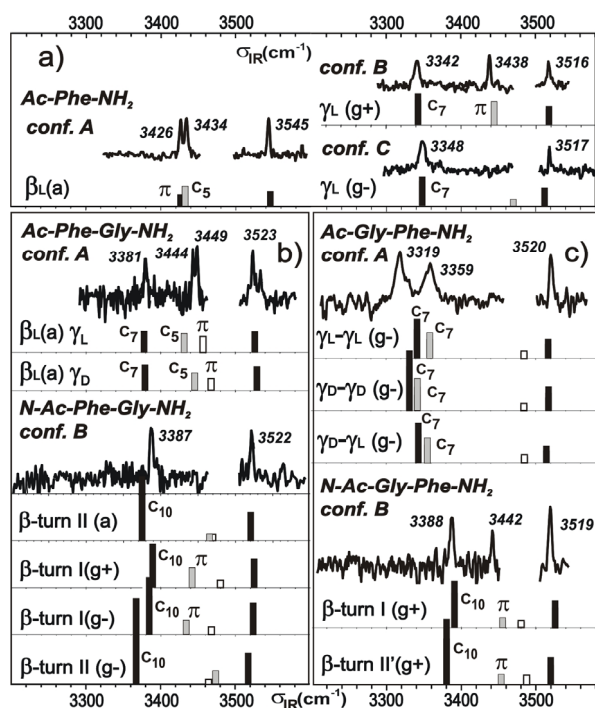 3300 3400 3500 3300 3400 3500
σIR(cm-1)
a)
Ac-Phe-NH2
conf. A
3426 3434 3545
βL(a) π C5
conf. B 3342 3438 3516
γL (g+) C7 π
conf. C 3348 3517
γL (g-) C7
b)
Ac-Phe-Gly-NH2
conf. A
3381 3444 3449 3523
βL(a) γL C7 C5 π
βL(a) γD C7 C5 π
N-Ac-Phe-Gly-NH2
conf. B
3387 3522
β-turn II (a) C10
β-turn I(g+) C10 π
β-turn I(g-) C10 π
β-turn II (g-) C10
c)
Ac-Gly-Phe-NH2
conf. A
3319 3359 3520
γL-γL (g-) C7 C7
γD-γD (g-) C7
γD-γL (g-) C7
N-Ac-Gly-Phe-NH2
conf. B
3388 3442 3519
β-turn I (g+) C10 π
β-turn II'(g+) C10 π
3300 3400 3500 σIR(cm-1) 3300 3400 3500